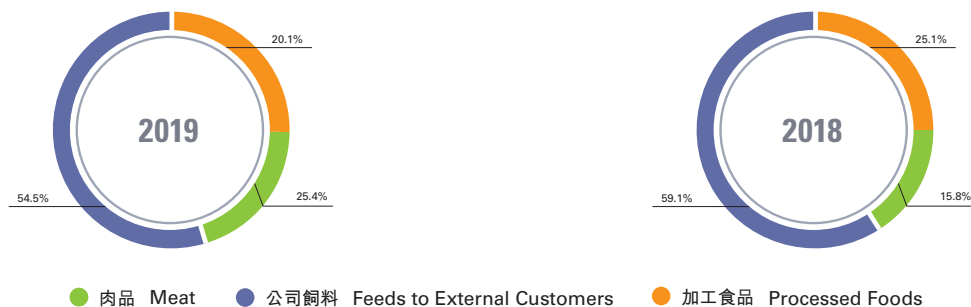 20.1%
25.1%
2019
2018
54.5%
25.4%
59.1%
15.8%
肉品 Meat
公司飼料 Feeds to External Customers
加工食品 Processed Foods